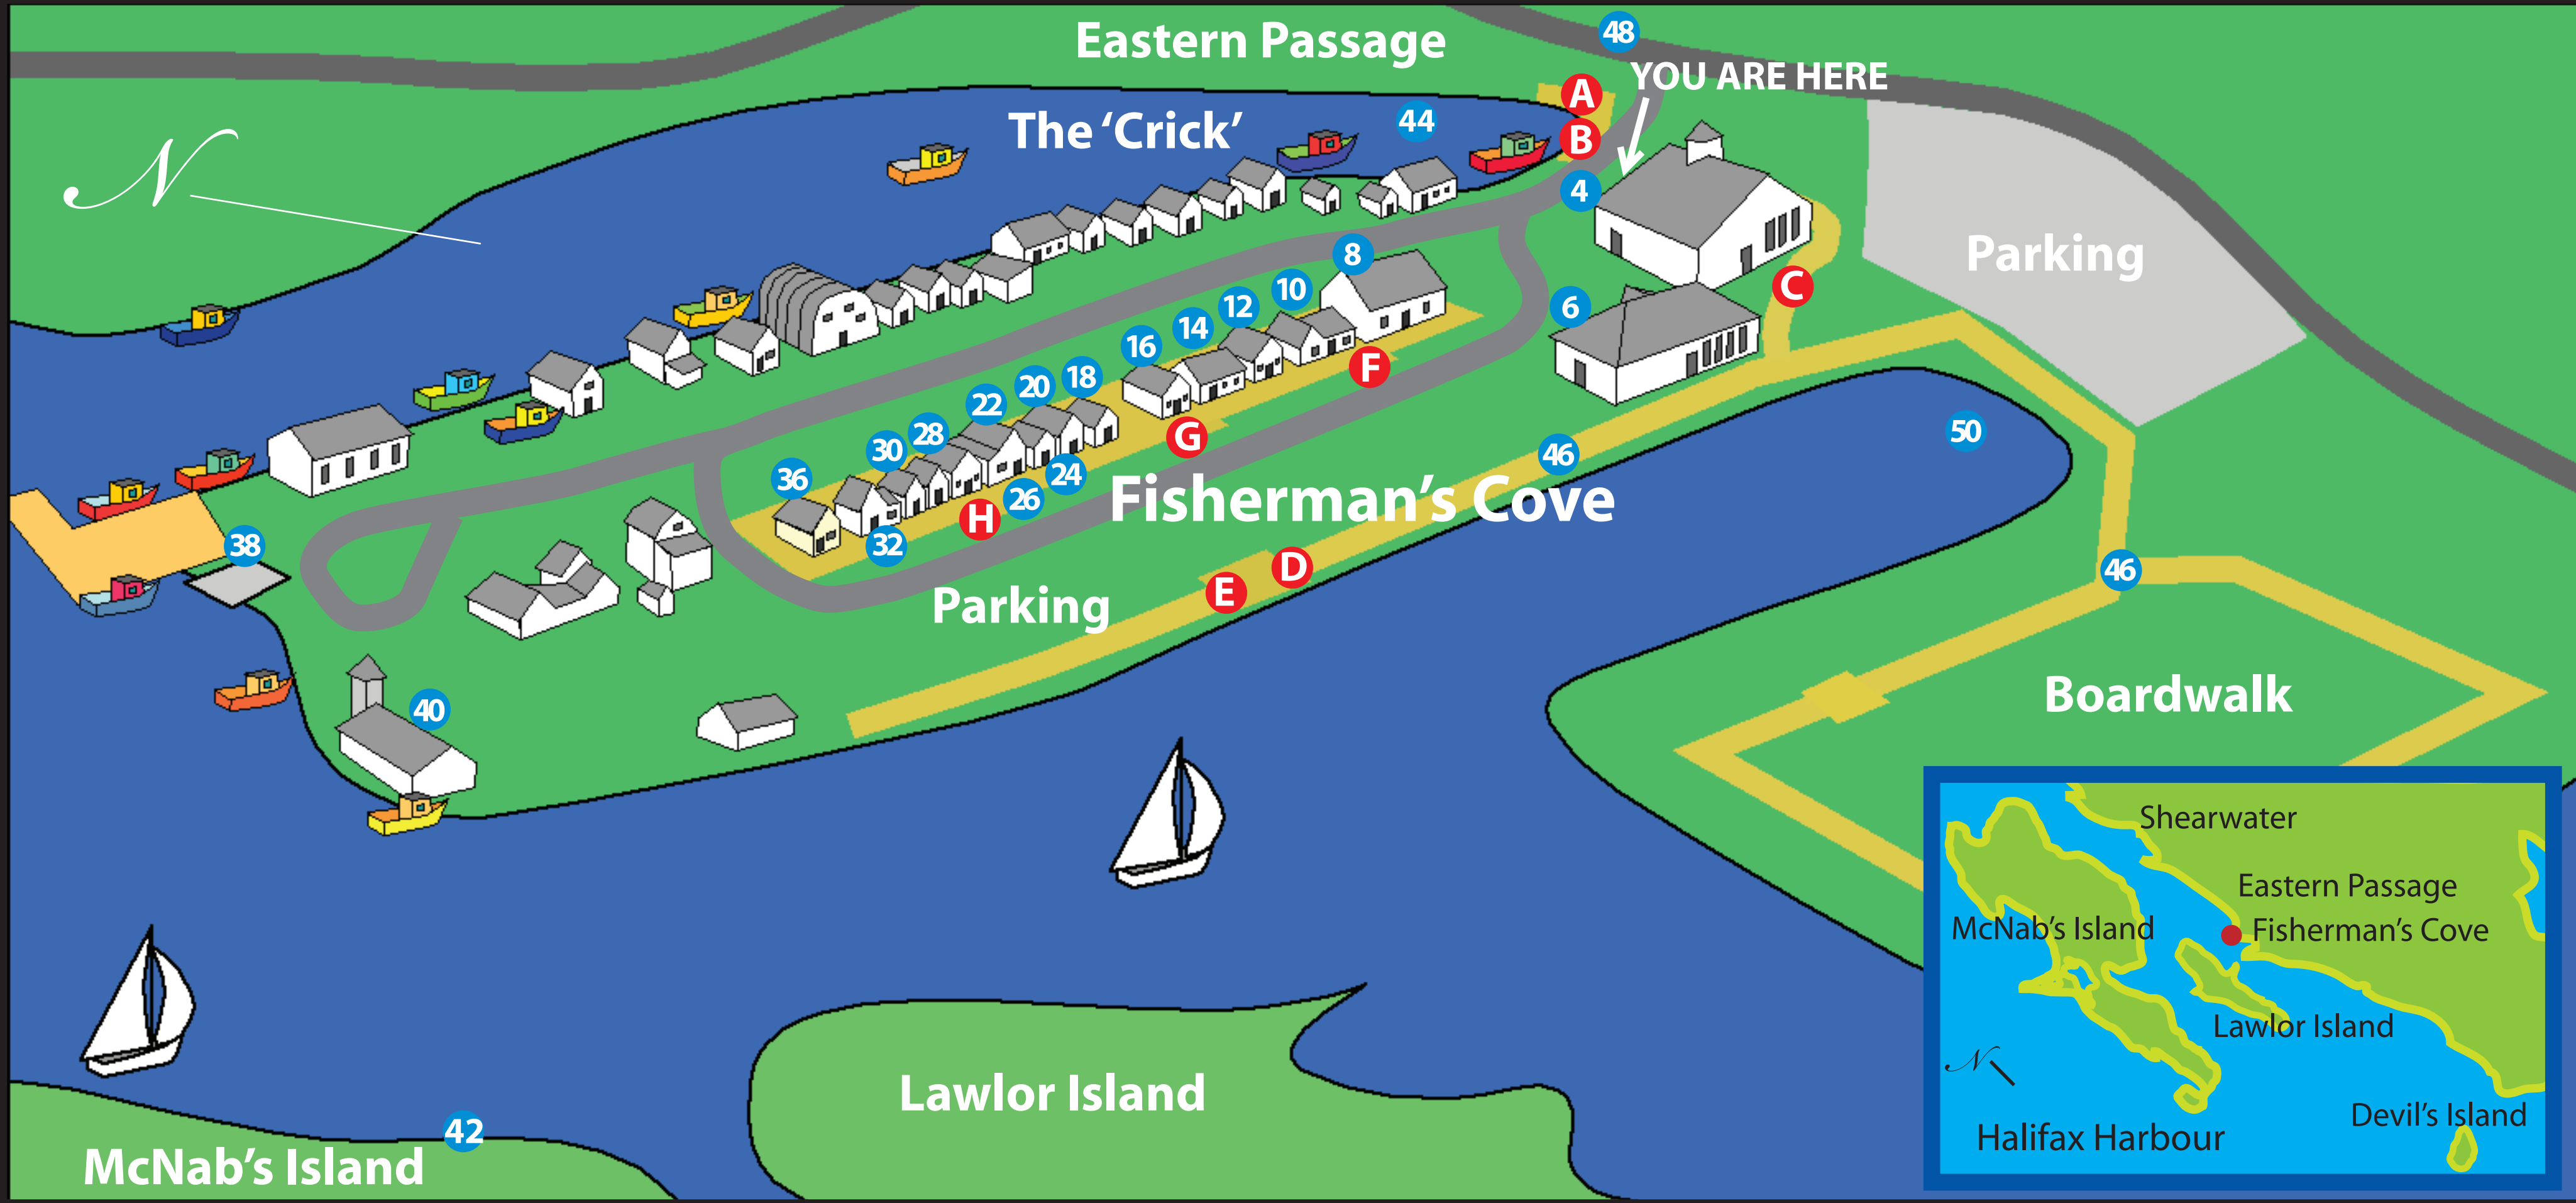 Eastern Passage
48
YOU ARE HERE
A
The ‘Crick’
44
B
N
4
8
Parking
C
10
6
12
14
16
F
18
20
22
28
G
50
30
46
36
24
26
Fisherman’s Cove
H
32
38
D
46
E
Parking
Boardwalk
40
Shearwater
Eastern Passage
McNab’s Island
Fisherman’s Cove
Lawlor Island
N
Lawlor Island
Devil’s Island
42
Halifax Harbour
McNab’s Island